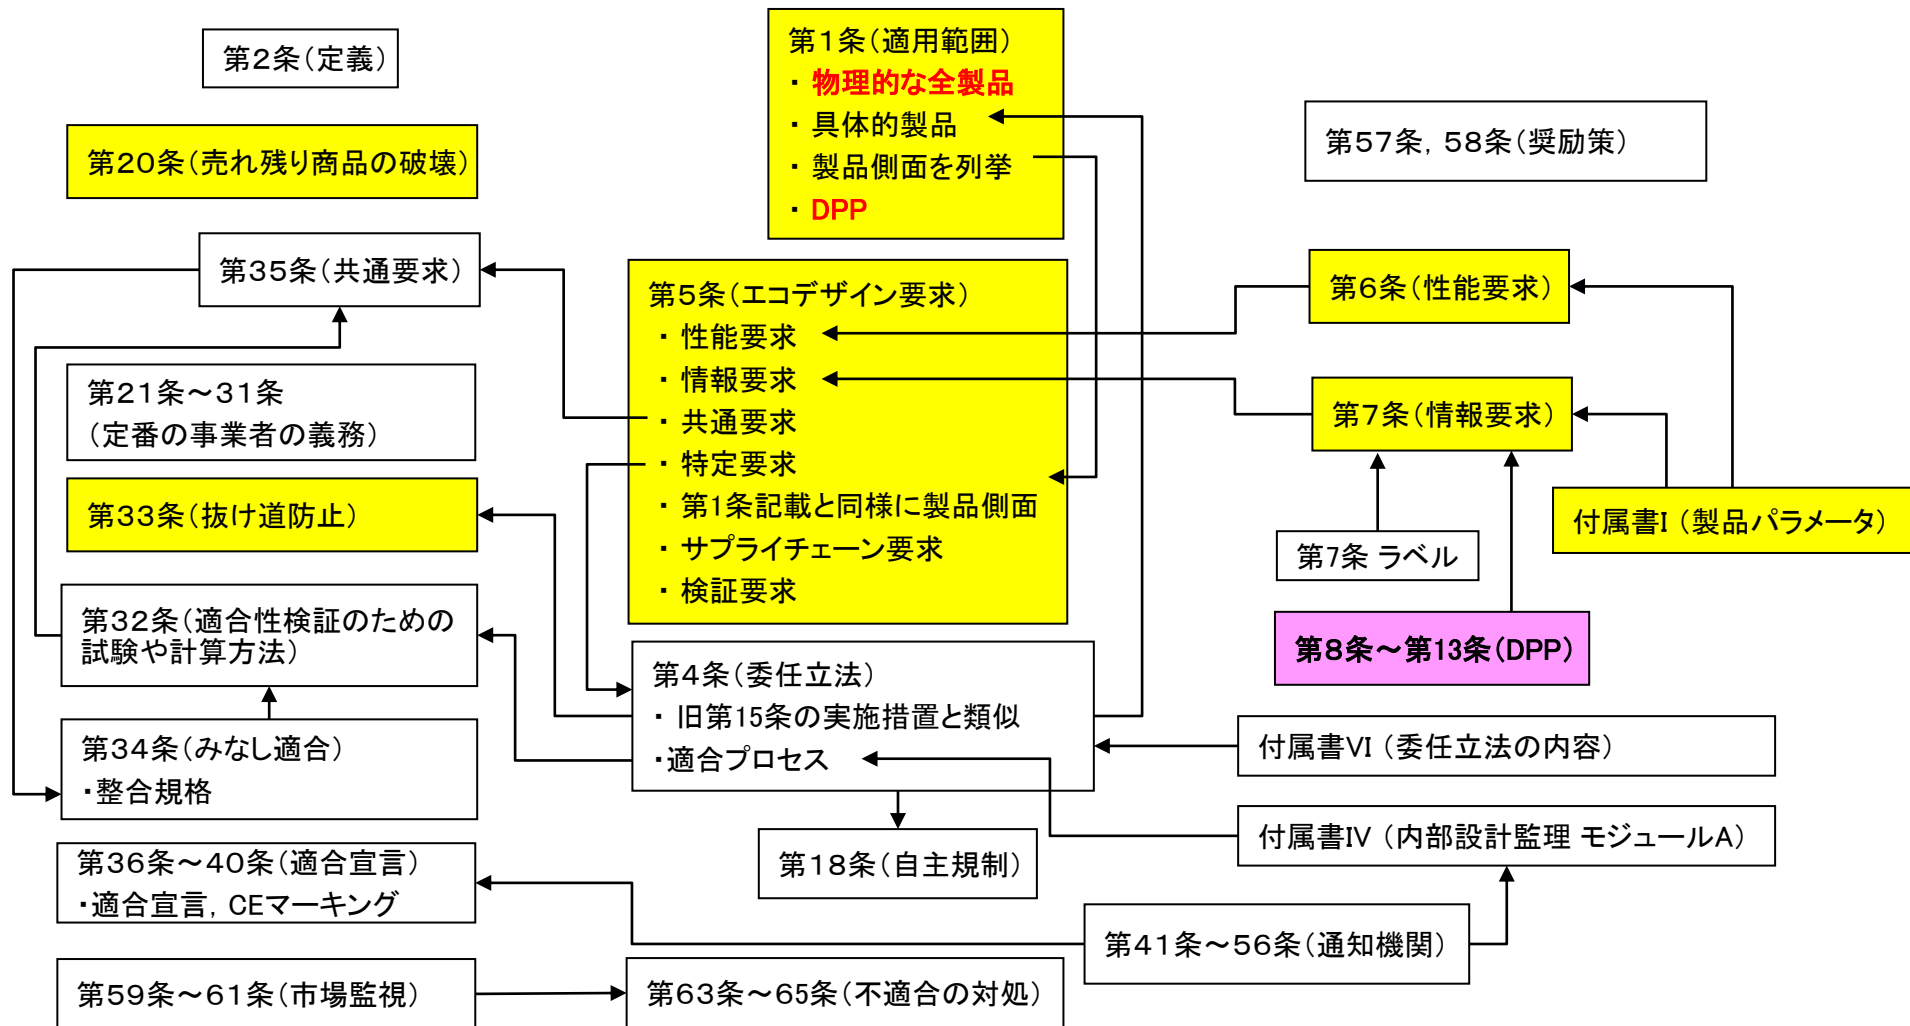 第2条(定義)
第20条(売れ残り商品の破壊)
第35条(共通要求)
第21条～31条
(定番の事業者の義務)
第33条(抜け道防止)
第32条(適合性検証のための
試験や計算方法)
第34条(みなし適合)
・整合規格
第36条～40条(適合宣言)
・適合宣言, CEマーキング
第59条～61条(市場監視)
第1条(適用範囲)
・ 物理的な全製品
・ 具体的製品
・ 製品側面を列挙
・ DPP
第5条(エコデザイン要求)
・ 性能要求
・ 情報要求
・ 共通要求
・ 特定要求
・ 第1条記載と同様に製品側面
・ サプライチェーン要求
・ 検証要求
第4条(委任立法)
・ 旧第15条の実施措置と類似
・適合プロセス
第18条(自主規制)
第63条～65条(不適合の対処)
第57条, 58条(奨励策)
第6条(性能要求)
第7条(情報要求)
付属書I (製品パラメータ)
第7条 ラベル
第8条～第13条(DPP)
付属書VI (委任立法の内容)
付属書IV (内部設計監理 モジュールA)
第41条～56条(通知機関)